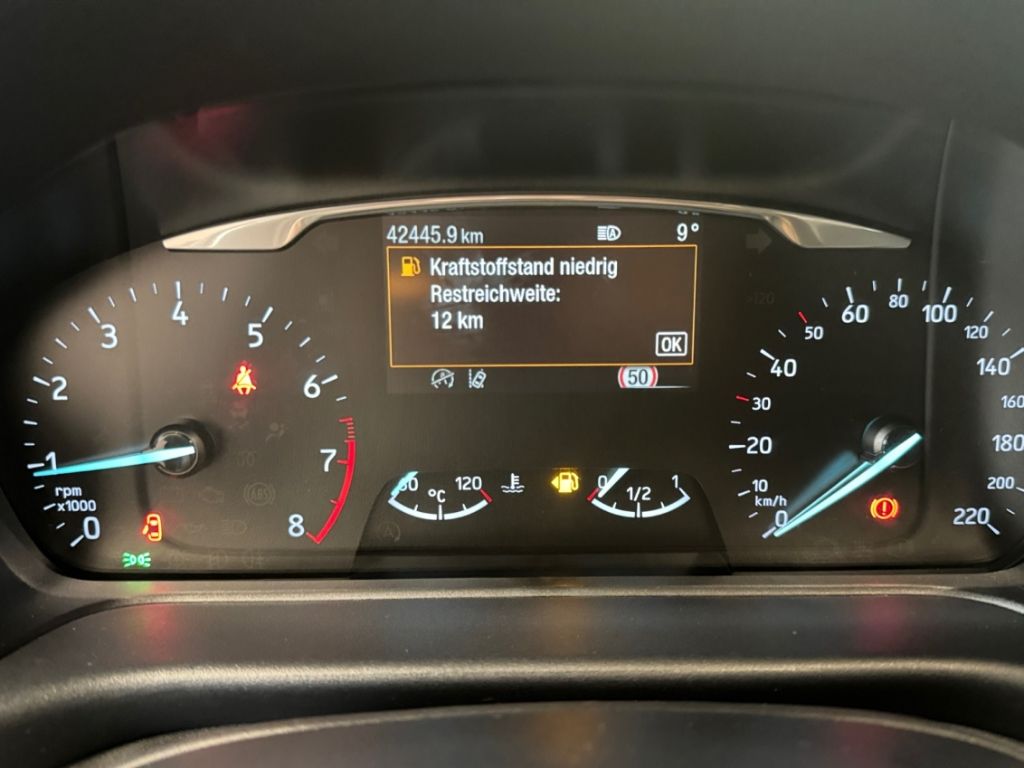 42445.9 km 9°
Kraftstoffstand niedrig
Restreichweite:
12 km
OK
50
0 1 2 3 4 5 6 7 8
rpm
x1000
ABS
120
°C
0 1/2 1
0 10 20 30 40 50 60 80 100 120 140 160 180 200 220
km/h